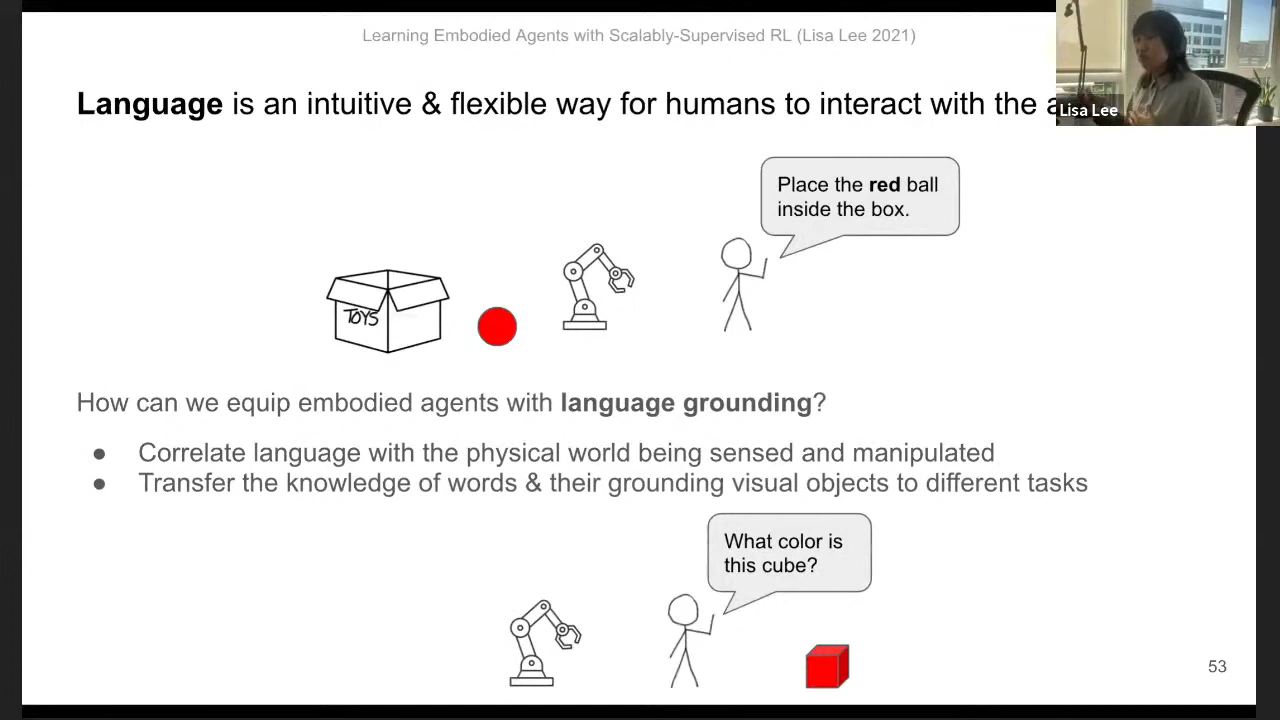 Learning Embodied Agents with Scalably-Supervised RL (Lisa Lee 2021)
Language is an intuitive & flexible way for humans to interact with the
Lisa Lee
Place the red ball
inside the box.
TOYS
How can we equip embodied agents with language grounding?
● Correlate language with the physical world being sensed and manipulated
● Transfer the knowledge of words & their grounding visual objects to different tasks
What color is
this cube?
53